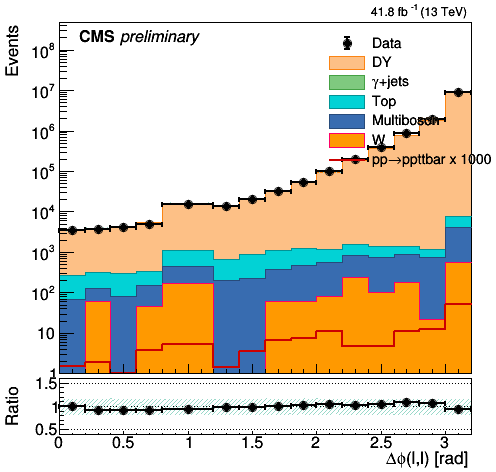 41.8 fb⁻¹ (13 TeV)
CMS preliminary
Events
10⁸
10⁷
10⁶
10⁵
10⁴
10³
10²
10
1
Data
DY
γ+jets
Top
Multiboson
W
pp→ppttbar x 1000
Ratio
1.5
1
0.5
0 0.5 1 1.5 2 2.5 3
Δϕ(l,l) [rad]